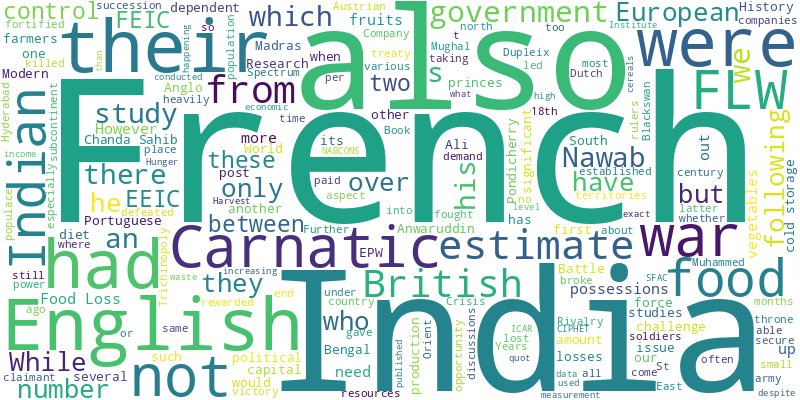 succession Austrian fruits government European History
control FEIC dependent which Company north Institute companies
fortified farmers so Population Madras Mughal t treaty too
one their also were
killed Modern Research when various Dupleix led most Dutch
happening than conducted Anglo Spectrum taking two s princes cereals
Hyderabad subcontinent heavily from per what high FLW we
Indian study economic time other Book 18th rulers Blackswan
However more its South
there Chanda Sahib place these NABCONS Ali Nawab significant out cold storage
income especially Hunger World demand Pondicherry established century
French
populace he EEIC post only paid over his have no but following vegetables
Harvest aspect territories whether
Portuguese another into fought level has first about latter exact
defeated an between Anwaruddin Further
diet where had Carnatic estimate war
still power Trichinopoly they EPW Battle Muhammed
ago waste increasing British broke possessions food
Food Loss rewarded end under Crisis SFAC months
English who country Rivalry studies throne
or same gave production Orient opportunity discussions ICAR CIPHET force challenge able secure
While not such political Bengal need lost Years amount soldiers issue our up
India
number several would capital losses quot data used all come St often small
claimant victory resources published measurement East army despite